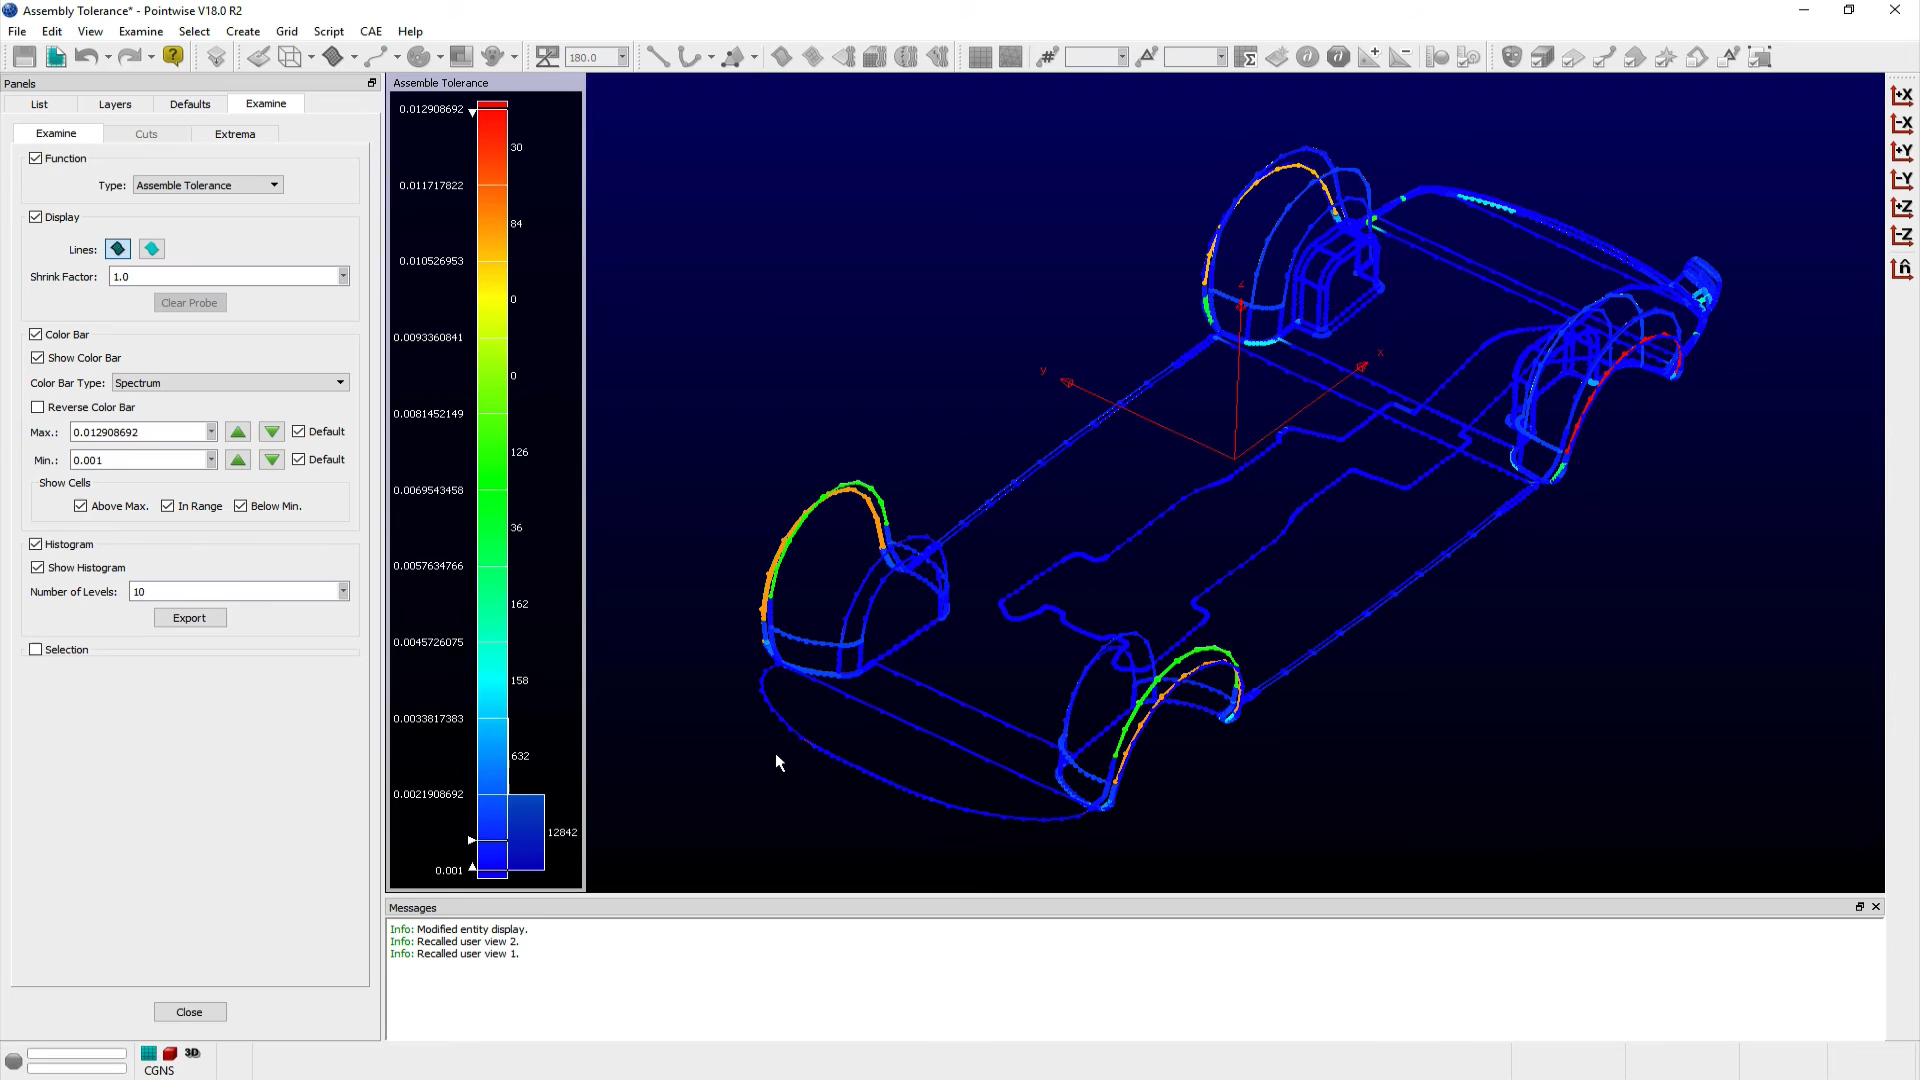 Assembly Tolerance* - Pointwise V18.0 R2
File Edit View Examine Select Create Grid Script CAE Help
180.0
Panels
List Layers Defaults Examine
Examine Cuts Extrema
Function
Type: Assemble Tolerance
Display
Lines:
Shrink Factor: 1.0
Clear Probe
Color Bar
Show Color Bar
Color Bar Type: Spectrum
Reverse Color Bar
Max.: 0.012908692 Default
Min.: 0.001 Default
Show Cells
Above Max. In Range Below Min.
Histogram
Show Histogram
Number of Levels: 10
Export
Selection
Close
CGNS
3D
Assemble Tolerance
0.012908692
30
0.011717822
84
0.010526953
0
0.0093360841
0
0.0081452149
126
0.0069543458
36
0.0057634766
162
0.0045726075
158
0.0033817383
632
0.0021908692
12842
0.001
z
x
y
Messages
Info: Modified entity display.
Info: Recalled user view 2.
Info: Recalled user view 1.
+X
-X
+Y
-Y
+Z
-Z
n̂